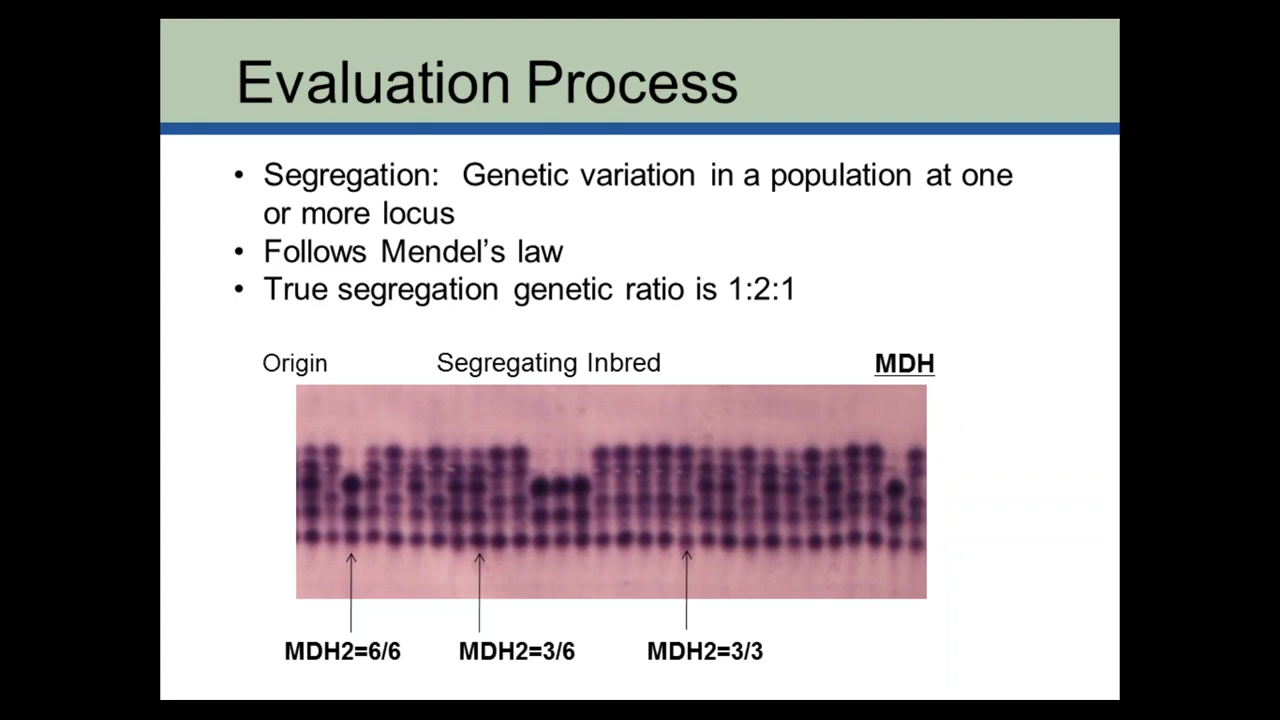 Evaluation Process
• Segregation: Genetic variation in a population at one
or more locus
• Follows Mendel's law
• True segregation genetic ratio is 1:2:1
Origin Segregating Inbred MDH
MDH2=6/6 MDH2=3/6 MDH2=3/3